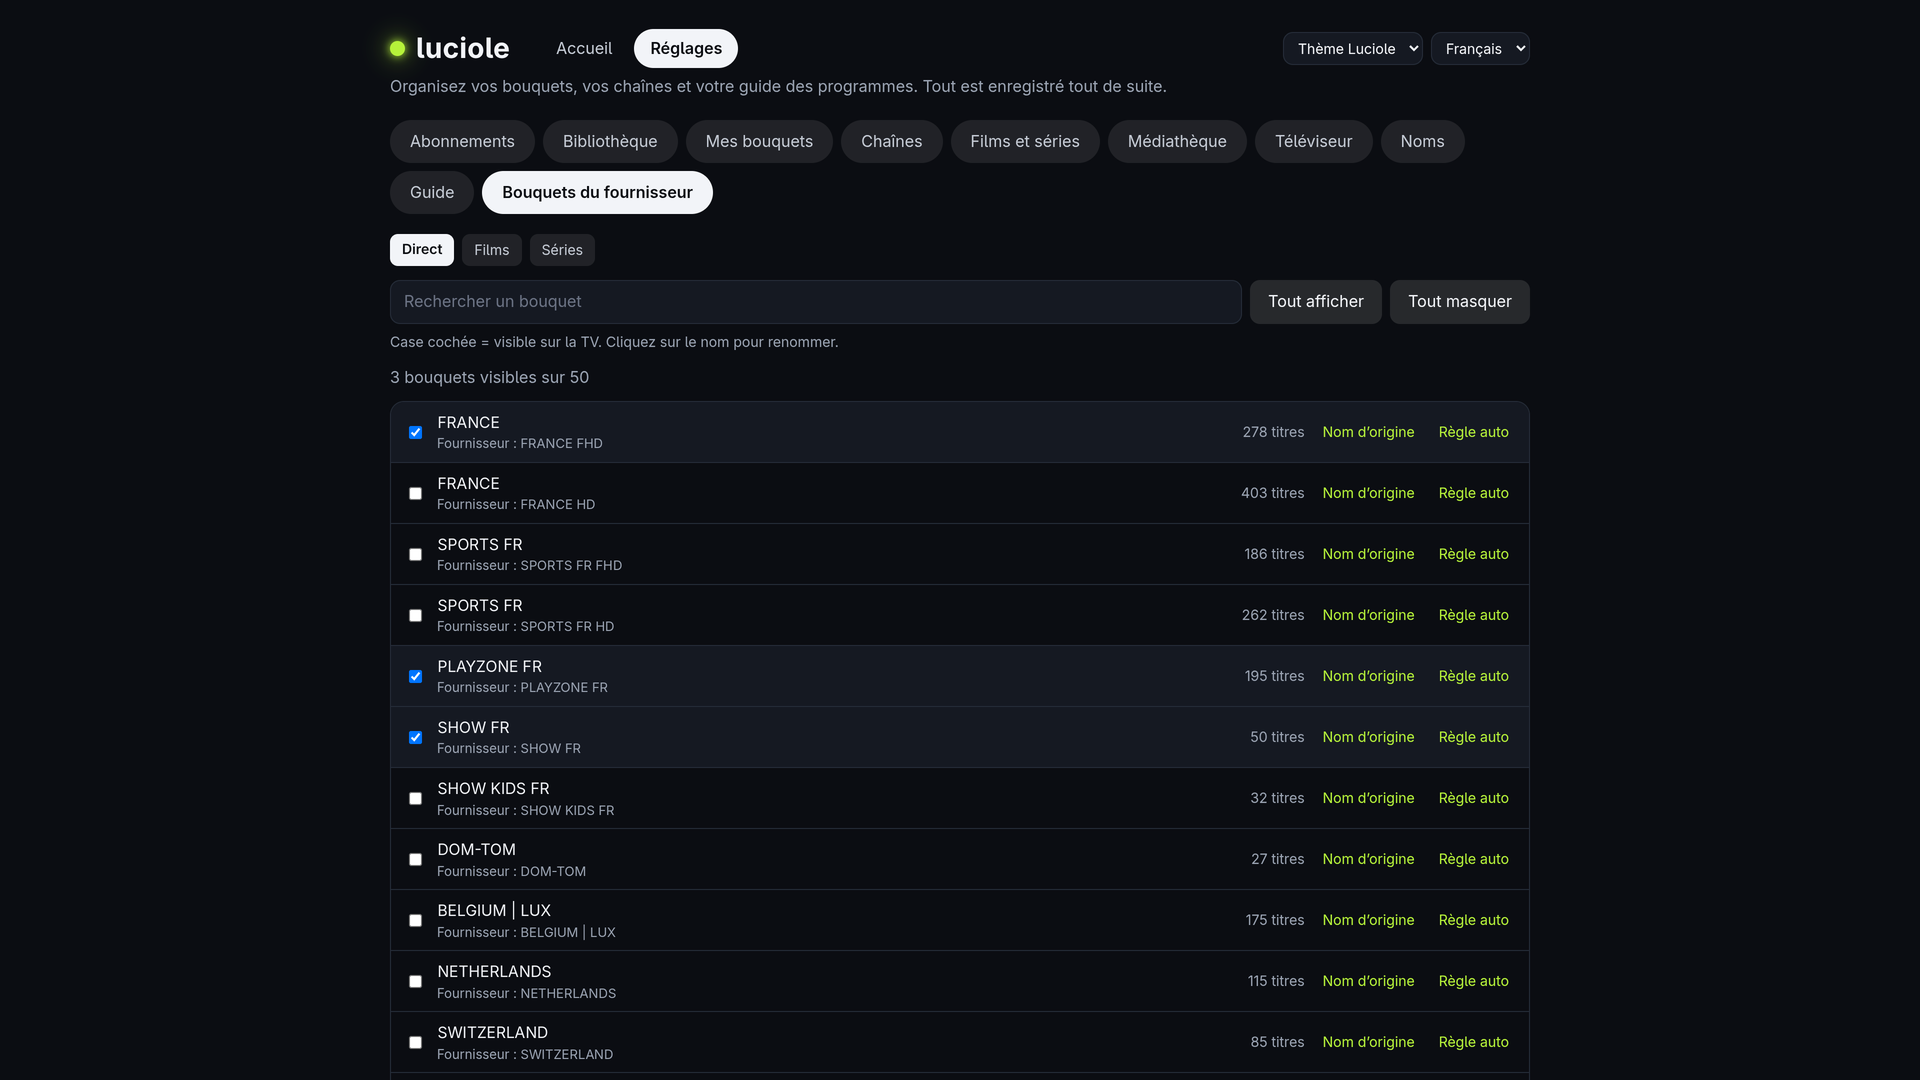 luciole Accueil Réglages Thème Luciole Français
Organisez vos bouquets, vos chaînes et votre guide des programmes. Tout est enregistré tout de suite.
Abonnements Bibliothèque Mes bouquets Chaînes Films et séries Médiathèque Téléviseur Noms
Guide Bouquets du fournisseur
Direct Films Séries
Rechercher un bouquet Tout afficher Tout masquer
Case cochée = visible sur la TV. Cliquez sur le nom pour renommer.
3 bouquets visibles sur 50
FRANCE
Fournisseur : FRANCE FHD
278 titres Nom d’origine Règle auto
FRANCE
Fournisseur : FRANCE HD
403 titres Nom d’origine Règle auto
SPORTS FR
Fournisseur : SPORTS FR FHD
186 titres Nom d’origine Règle auto
SPORTS FR
Fournisseur : SPORTS FR HD
262 titres Nom d’origine Règle auto
PLAYZONE FR
Fournisseur : PLAYZONE FR
195 titres Nom d’origine Règle auto
SHOW FR
Fournisseur : SHOW FR
50 titres Nom d’origine Règle auto
SHOW KIDS FR
Fournisseur : SHOW KIDS FR
32 titres Nom d’origine Règle auto
DOM-TOM
Fournisseur : DOM-TOM
27 titres Nom d’origine Règle auto
BELGIUM | LUX
Fournisseur : BELGIUM | LUX
175 titres Nom d’origine Règle auto
NETHERLANDS
Fournisseur : NETHERLANDS
115 titres Nom d’origine Règle auto
SWITZERLAND
Fournisseur : SWITZERLAND
85 titres Nom d’origine Règle auto